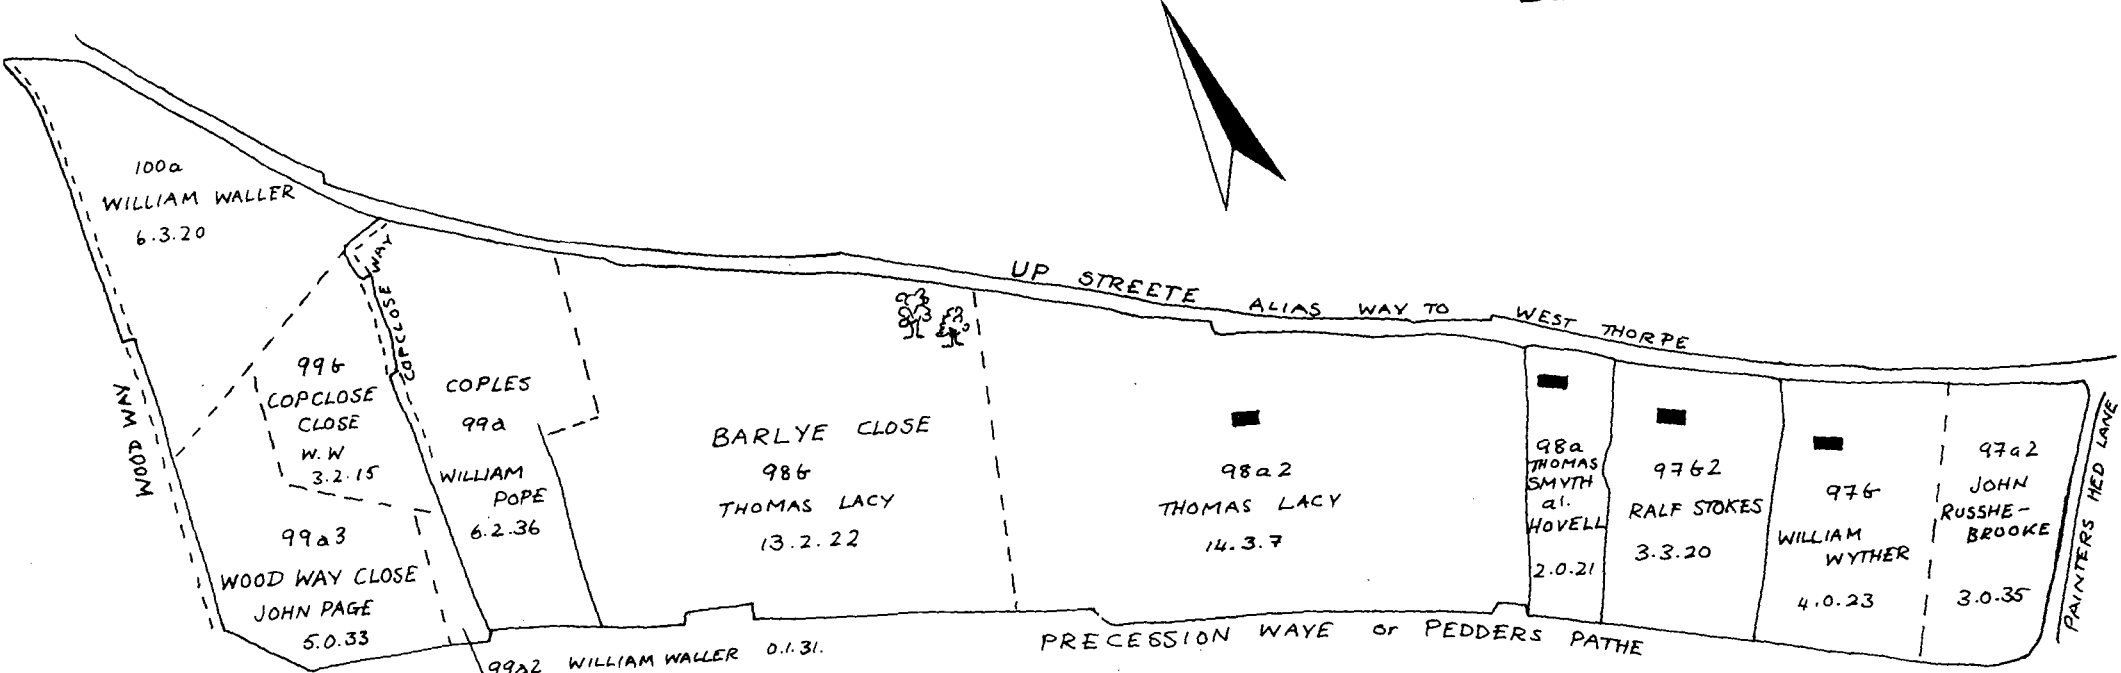 100a
WILLIAM WALLER
6.3.20
WOOD WAY
COPCLOSE WAY
99b
COPCLOSE
CLOSE
W.W
3.2.15
99a3
WOOD WAY CLOSE
JOHN PAGE
5.0.33
COPLES
99a
WILLIAM
POPE
6.2.36
99a2 WILLIAM WALLER 0.1.31.
BARLYE CLOSE
98b
THOMAS LACY
13.2.22
UP STREETE ALIAS WAY TO WEST THORPE
98a2
THOMAS LACY
14.3.7
98a
THOMAS
SMYTH
al.
HOVELL
2.0.21
97b2
RALF STOKES
3.3.20
97b
WILLIAM
WYTHER
4.0.23
97a2
JOHN
RUSSHE-
BROOKE
3.0.35
PAINTERS HED LANE
PRECESSION WAYE or PEDDERS PATHE